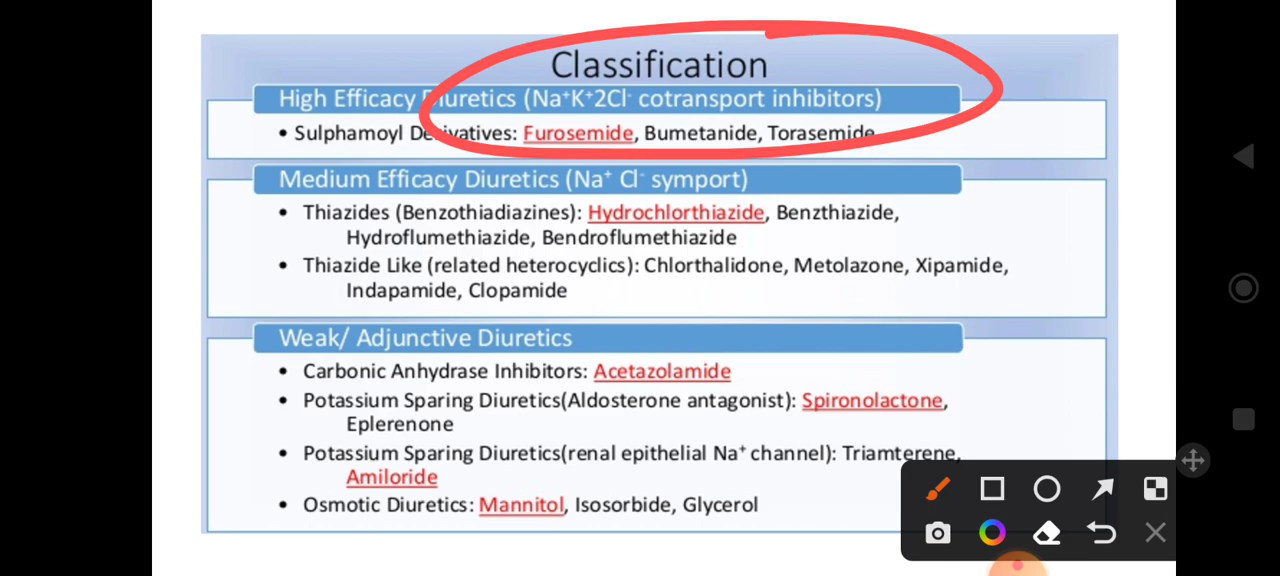 Classification
High Efficacy Diuretics (Na⁺K⁺2Cl⁻ cotransport inhibitors)
• Sulphamoyl Derivatives: Furosemide, Bumetanide, Torasemide
Medium Efficacy Diuretics (Na⁺ Cl⁻ symport)
• Thiazides (Benzothiadiazines): Hydrochlorthiazide, Benzthiazide,
Hydroflumethiazide, Bendroflumethiazide
• Thiazide Like (related heterocyclics): Chlorthalidone, Metolazone, Xipamide,
Indapamide, Clopamide
Weak/ Adjunctive Diuretics
• Carbonic Anhydrase Inhibitors: Acetazolamide
• Potassium Sparing Diuretics(Aldosterone antagonist): Spironolactone,
Eplerenone
• Potassium Sparing Diuretics(renal epithelial Na⁺ channel): Triamterene,
Amiloride
• Osmotic Diuretics: Mannitol, Isosorbide, Glycerol